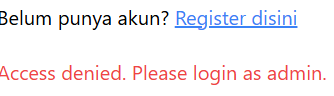 Belum punya akun? Register disini
Access denied. Please login as admin.